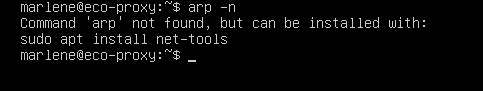 marlene@eco-proxy:~$ arp -n
Command 'arp' not found, but can be installed with:
sudo apt install net-tools
marlene@eco-proxy:~$ _